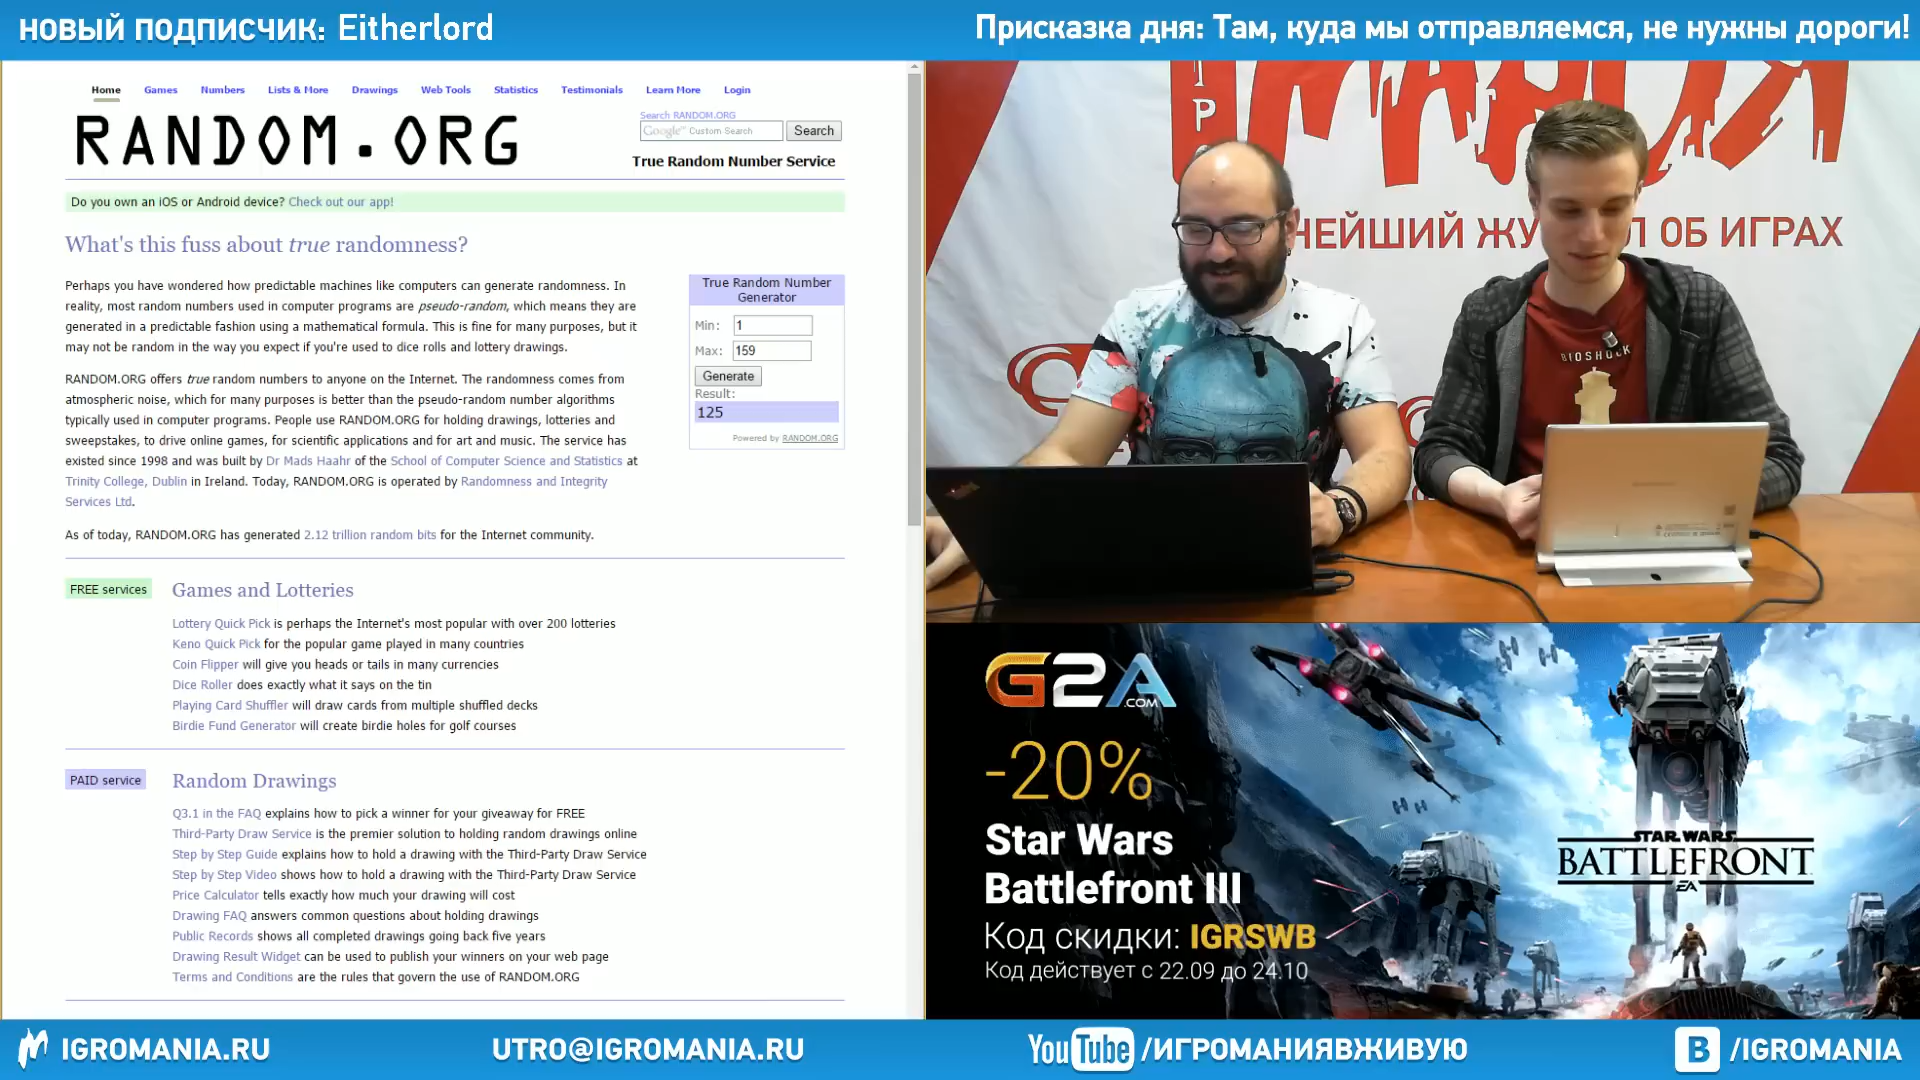 новый подписчик: Eitherlord
Присказка дня: Там, куда мы отправляемся, не нужны дороги!
Home Games Numbers Lists & More Drawings Web Tools Statistics Testimonials Learn More Login
RANDOM.ORG
Search RANDOM.ORG
Google™ Custom Search Search
True Random Number Service
Do you own an iOS or Android device? Check out our app!
What's this fuss about true randomness?
Perhaps you have wondered how predictable machines like computers can generate randomness. In
reality, most random numbers used in computer programs are pseudo-random, which means they are
generated in a predictable fashion using a mathematical formula. This is fine for many purposes, but it
may not be random in the way you expect if you're used to dice rolls and lottery drawings.
RANDOM.ORG offers true random numbers to anyone on the Internet. The randomness comes from
atmospheric noise, which for many purposes is better than the pseudo-random number algorithms
typically used in computer programs. People use RANDOM.ORG for holding drawings, lotteries and
sweepstakes, to drive online games, for scientific applications and for art and music. The service has
existed since 1998 and was built by Dr Mads Haahr of the School of Computer Science and Statistics at
Trinity College, Dublin in Ireland. Today, RANDOM.ORG is operated by Randomness and Integrity
Services Ltd.
As of today, RANDOM.ORG has generated 2.12 trillion random bits for the Internet community.
True Random Number
Generator
Min: 1
Max: 159
Generate
Result:
125
Powered by RANDOM.ORG
FREE services
Games and Lotteries
Lottery Quick Pick is perhaps the Internet's most popular with over 200 lotteries
Keno Quick Pick for the popular game played in many countries
Coin Flipper will give you heads or tails in many currencies
Dice Roller does exactly what it says on the tin
Playing Card Shuffler will draw cards from multiple shuffled decks
Birdie Fund Generator will create birdie holes for golf courses
PAID service
Random Drawings
Q3.1 in the FAQ explains how to pick a winner for your giveaway for FREE
Third-Party Draw Service is the premier solution to holding random drawings online
Step by Step Guide explains how to hold a drawing with the Third-Party Draw Service
Step by Step Video shows how to hold a drawing with the Third-Party Draw Service
Price Calculator tells exactly how much your drawing will cost
Drawing FAQ answers common questions about holding drawings
Public Records shows all completed drawings going back five years
Drawing Result Widget can be used to publish your winners on your web page
Terms and Conditions are the rules that govern the use of RANDOM.ORG
НЕЙШИЙ ЖУ Л ОБ ИГРАХ
BIOSHOCK
G2A
.COM
-20%
Star Wars
Battlefront III
Код скидки: IGRSWB
Код действует с 22.09 до 24.10
STAR WARS
BATTLEFRONT
EA
IGROMANIA.RU
UTRO@IGROMANIA.RU
YouTube /ИГРОМАНИЯВЖИВУЮ
B /IGROMANIA